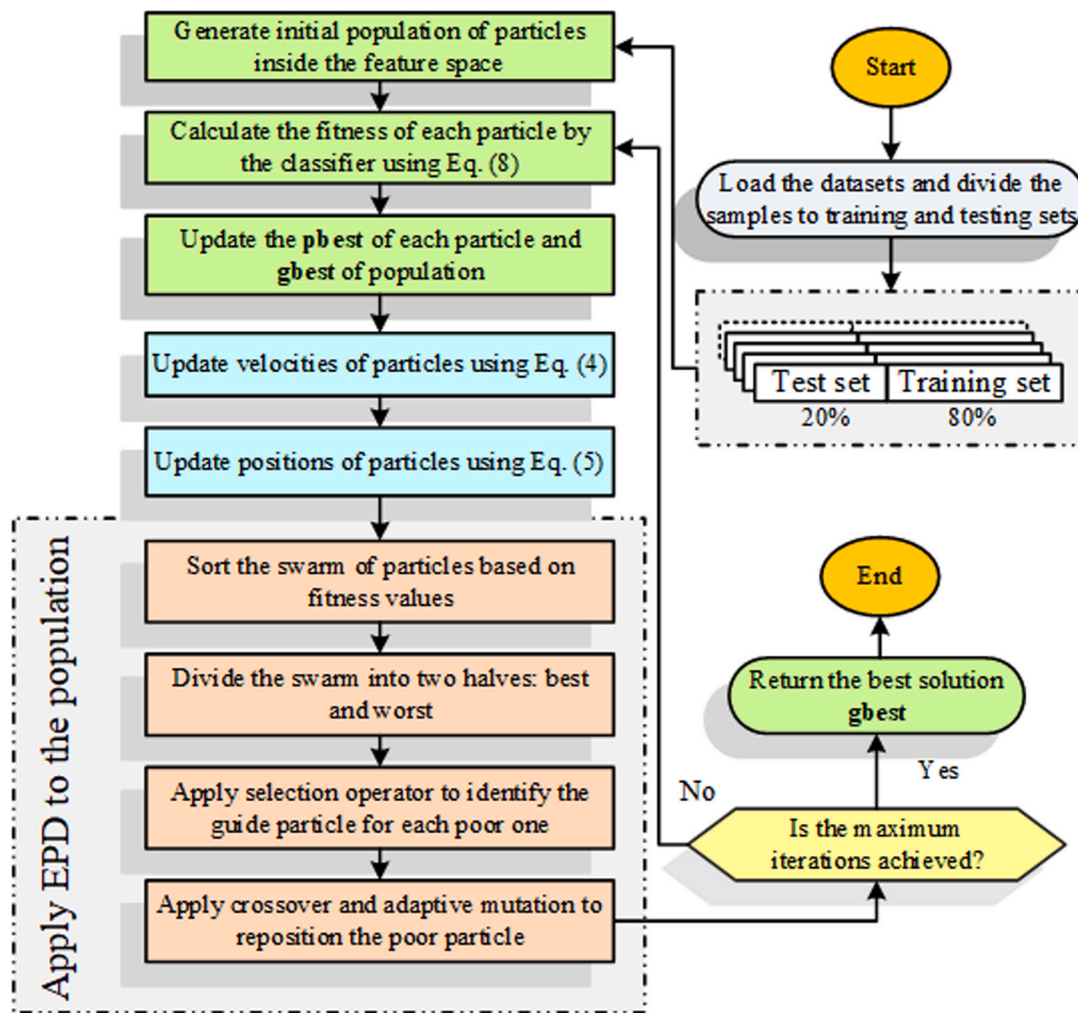 Start
Load the datasets and divide the
samples to training and testing sets
Test set
Training set
20%
80%
Generate initial population of particles
inside the feature space
Calculate the fitness of each particle by
the classifier using Eq. (8)
Update the pbest of each particle and
gbest of population
Update velocities of particles using Eq. (4)
Update positions of particles using Eq. (5)
Apply EPD to the population
Sort the swarm of particles based on
fitness values
Divide the swarm into two halves: best
and worst
Apply selection operator to identify the
guide particle for each poor one
Apply crossover and adaptive mutation to
reposition the poor particle
Is the maximum
iterations achieved?
No
Yes
Return the best solution
gbest
End